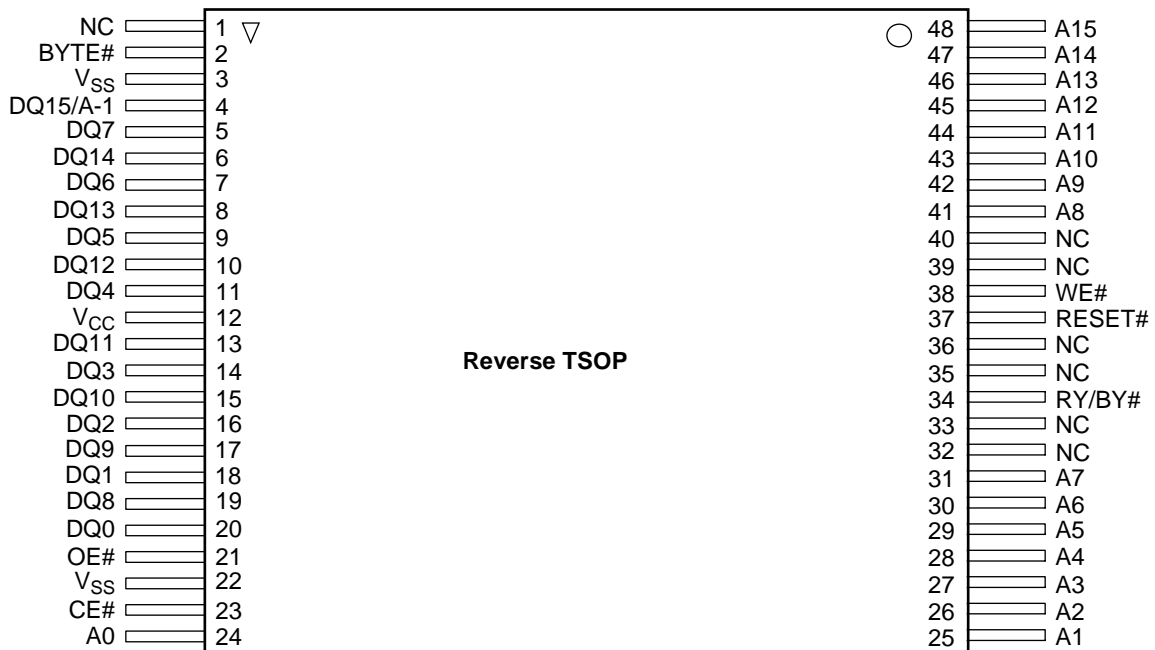 NC 1 48 A15
BYTE# 2 47 A14
VSS 3 46 A13
DQ15/A-1 4 45 A12
DQ7 5 44 A11
DQ14 6 43 A10
DQ6 7 42 A9
DQ13 8 41 A8
DQ5 9 40 NC
DQ12 10 39 NC
DQ4 11 38 WE#
VCC 12 37 RESET#
DQ11 13 36 NC
Reverse TSOP
DQ3 14 35 NC
DQ10 15 34 RY/BY#
DQ2 16 33 NC
DQ9 17 32 NC
DQ1 18 31 A7
DQ8 19 30 A6
DQ0 20 29 A5
OE# 21 28 A4
VSS 22 27 A3
CE# 23 26 A2
A0 24 25 A1